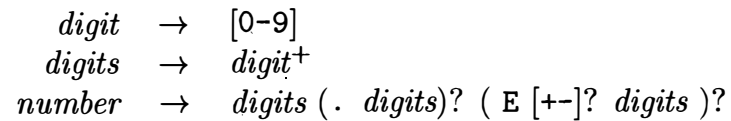 digit → [0-9]
digits → digit⁺
number → digits (. digits)? ( E [+-]? digits )?